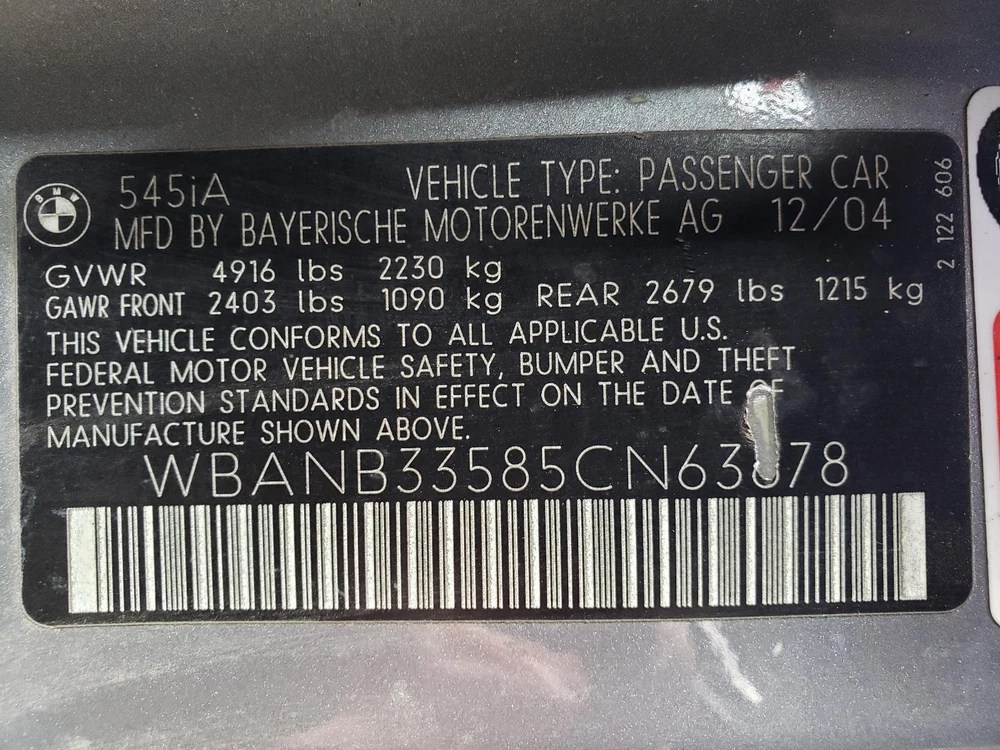 545iA VEHICLE TYPE: PASSENGER CAR
MFD BY BAYERISCHE MOTORENWERKE AG 12/04
GVWR 4916 lbs 2230 kg
GAWR FRONT 2403 lbs 1090 kg REAR 2679 lbs 1215 kg
THIS VEHICLE CONFORMS TO ALL APPLICABLE U.S.
FEDERAL MOTOR VEHICLE SAFETY, BUMPER AND THEFT
PREVENTION STANDARDS IN EFFECT ON THE DATE OF
MANUFACTURE SHOWN ABOVE.
WBANB33585CN63678
2 122 606
BMW